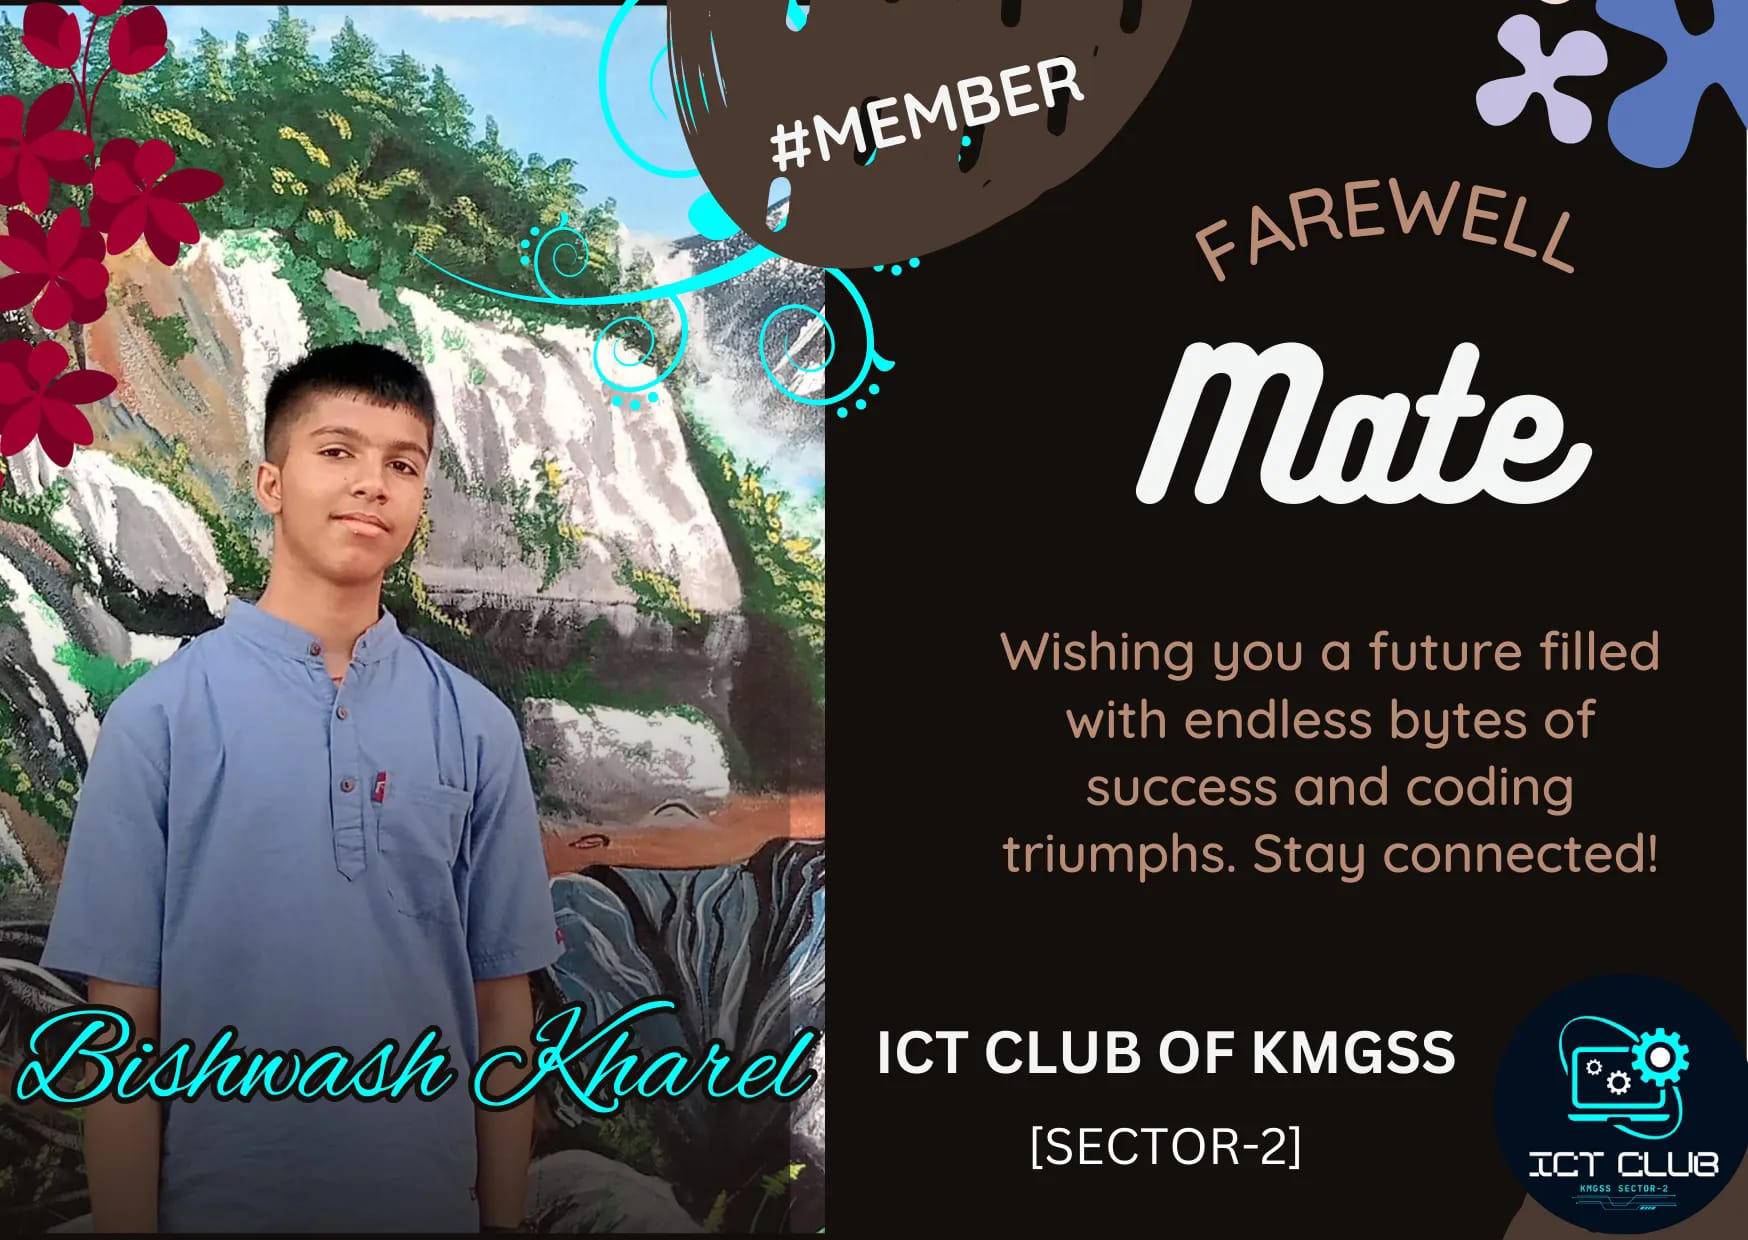 #MEMBER
FAREWELL
Mate
Wishing you a future filled
with endless bytes of
success and coding
triumphs. Stay connected!
Bishwash Kharel
ICT CLUB OF KMGSS
[SECTOR-2]
ICT CLUB
KMGSS SECTOR-2